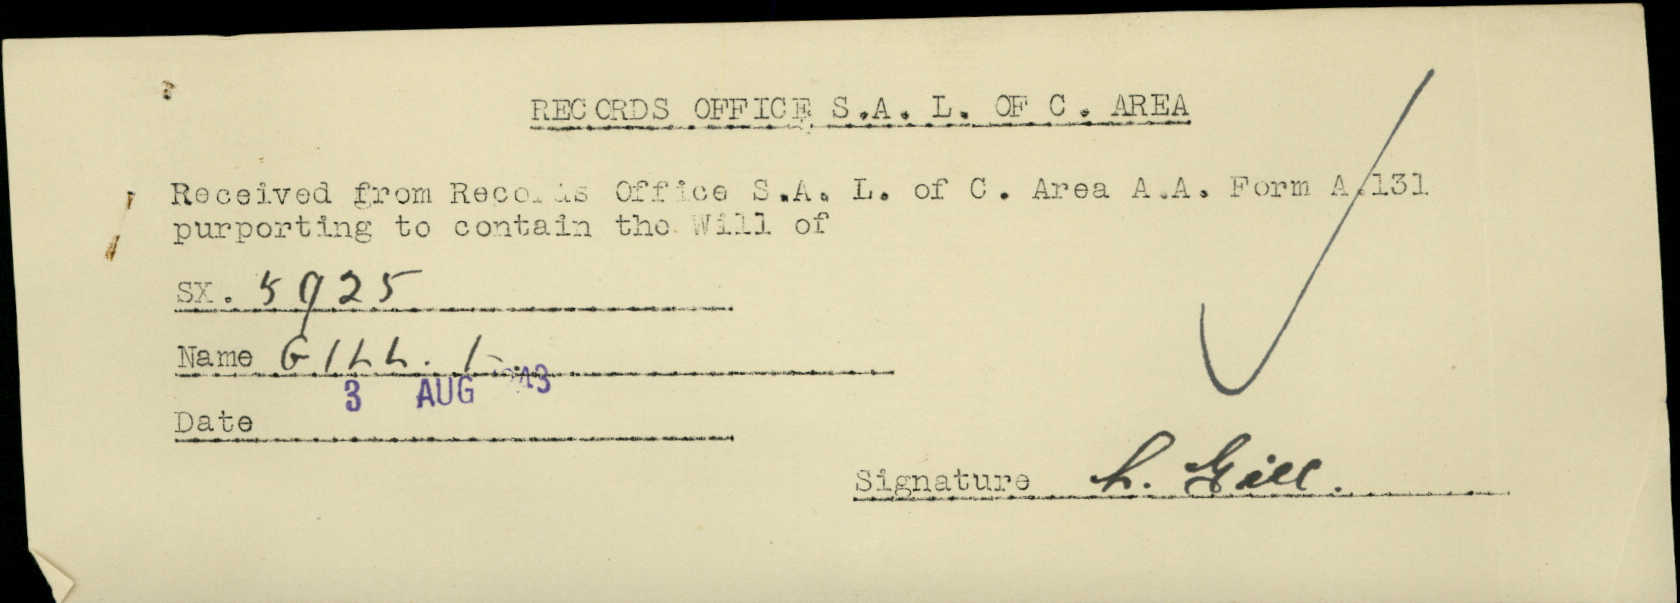 RECORDS OFFICE S.A. L. OF C. AREA
Received from Records Office S.A. L. of C. Area A.A. Form A.131
purporting to contain the Will of
SX. 5925
Name GILL.
3 AUG 1943
Date
Signature L. Gill.